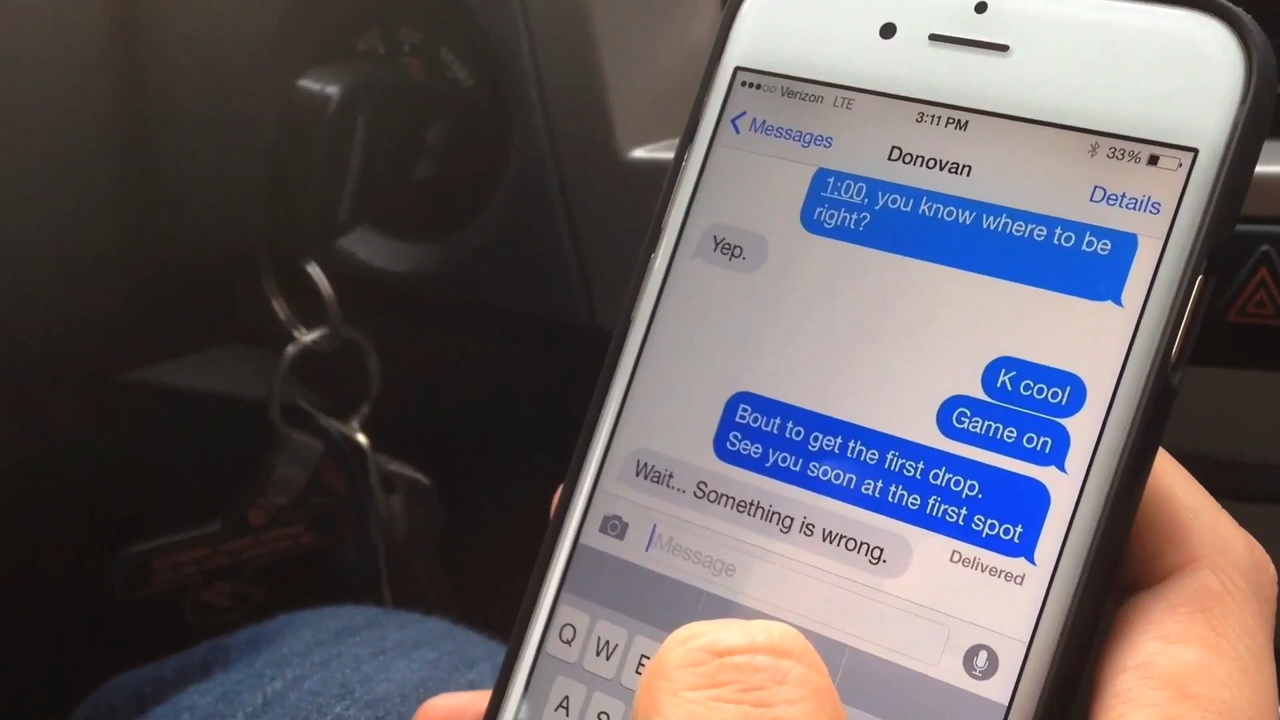 Verizon LTE
3:11 PM
33%
Messages
Donovan
Details
1:00, you know where to be
right?
Yep.
K cool
Game on
Bout to get the first drop.
See you soon at the first spot
Delivered
Wait... Something is wrong.
iMessage
Q W E
A S